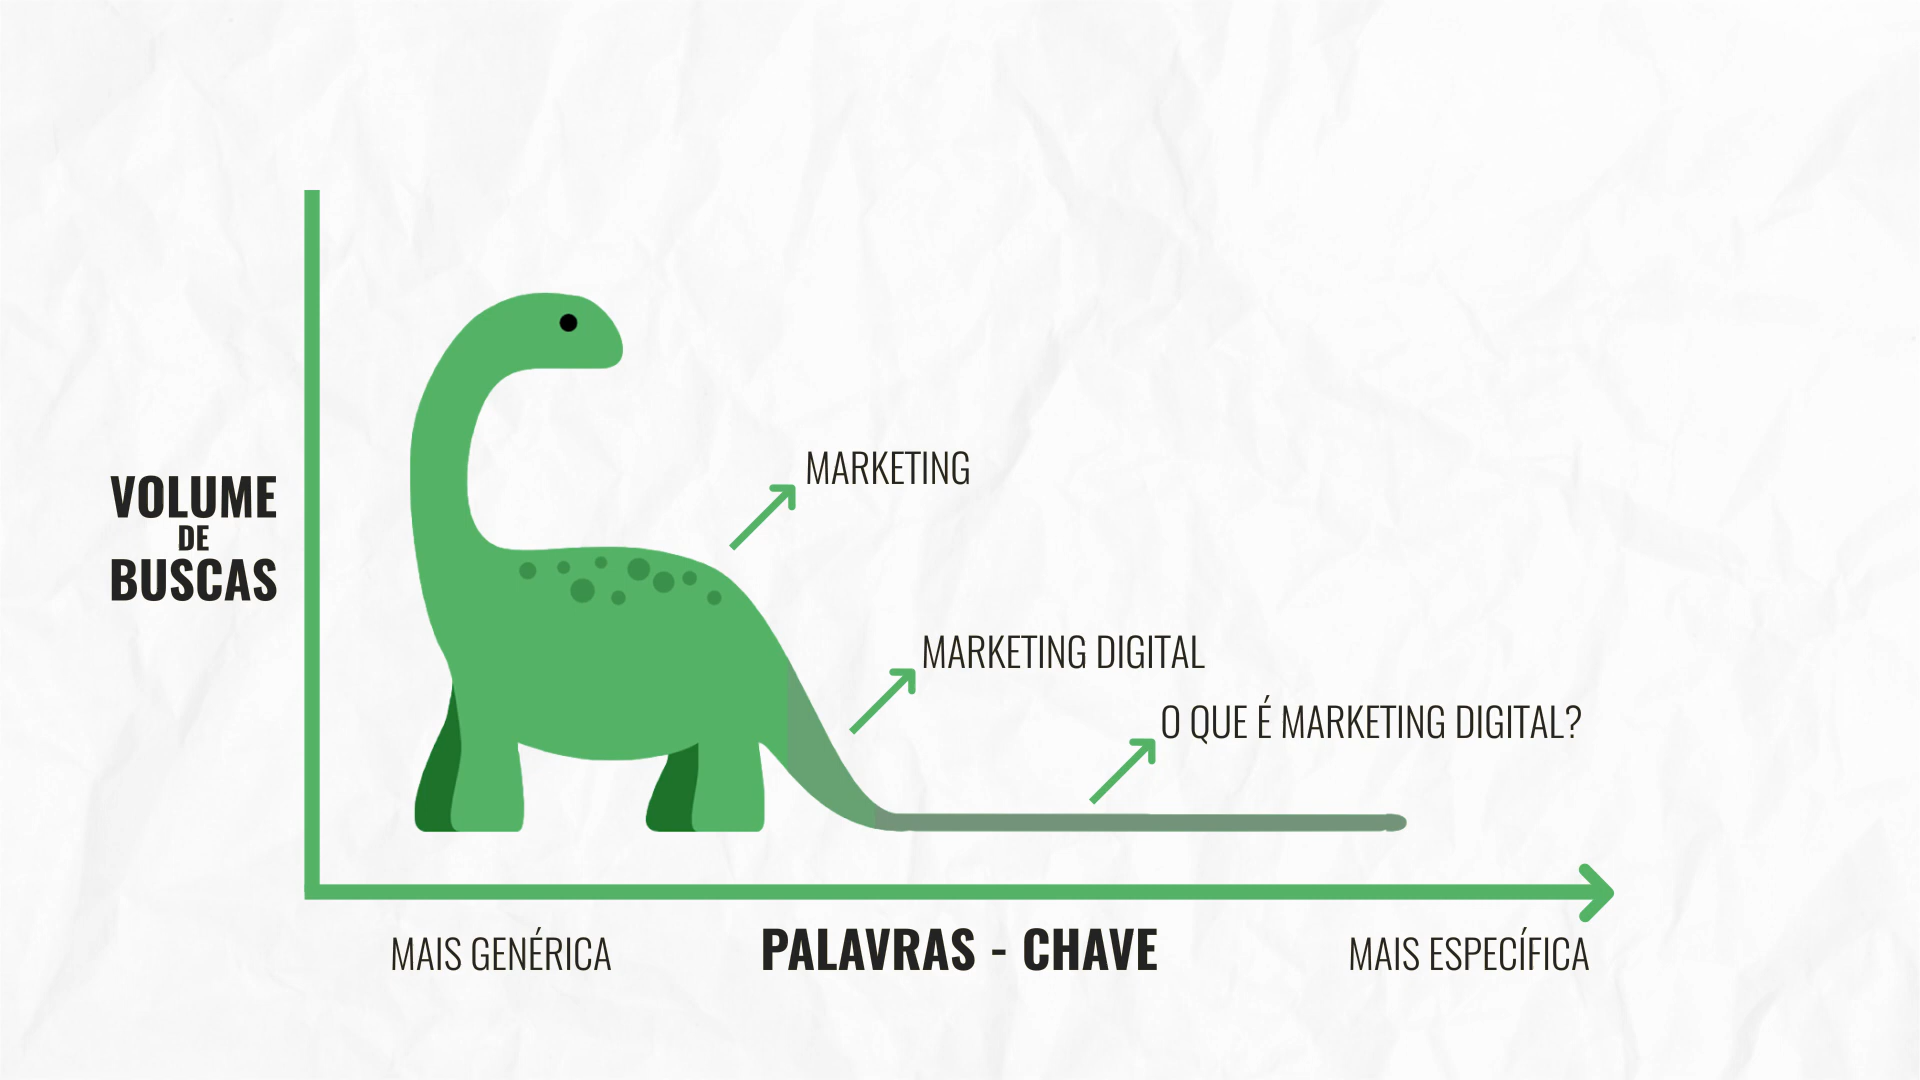 MARKETING
VOLUME
DE
BUSCAS
MARKETING DIGITAL
O QUE É MARKETING DIGITAL?
MAIS GENÉRICA
PALAVRAS - CHAVE
MAIS ESPECÍFICA